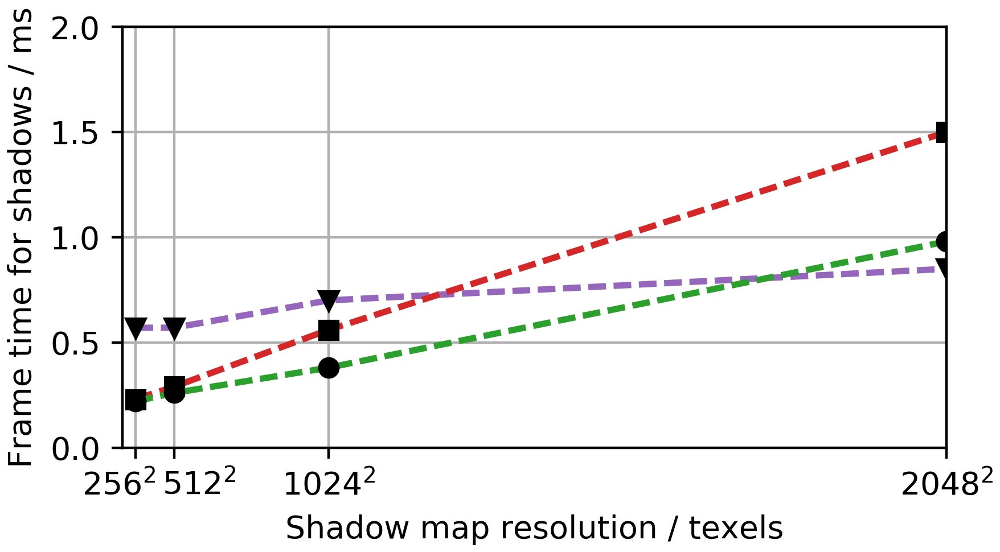 Frame time for shadows / ms
2.0
1.5
1.0
0.5
0.0
256² 512² 1024² 2048²
Shadow map resolution / texels